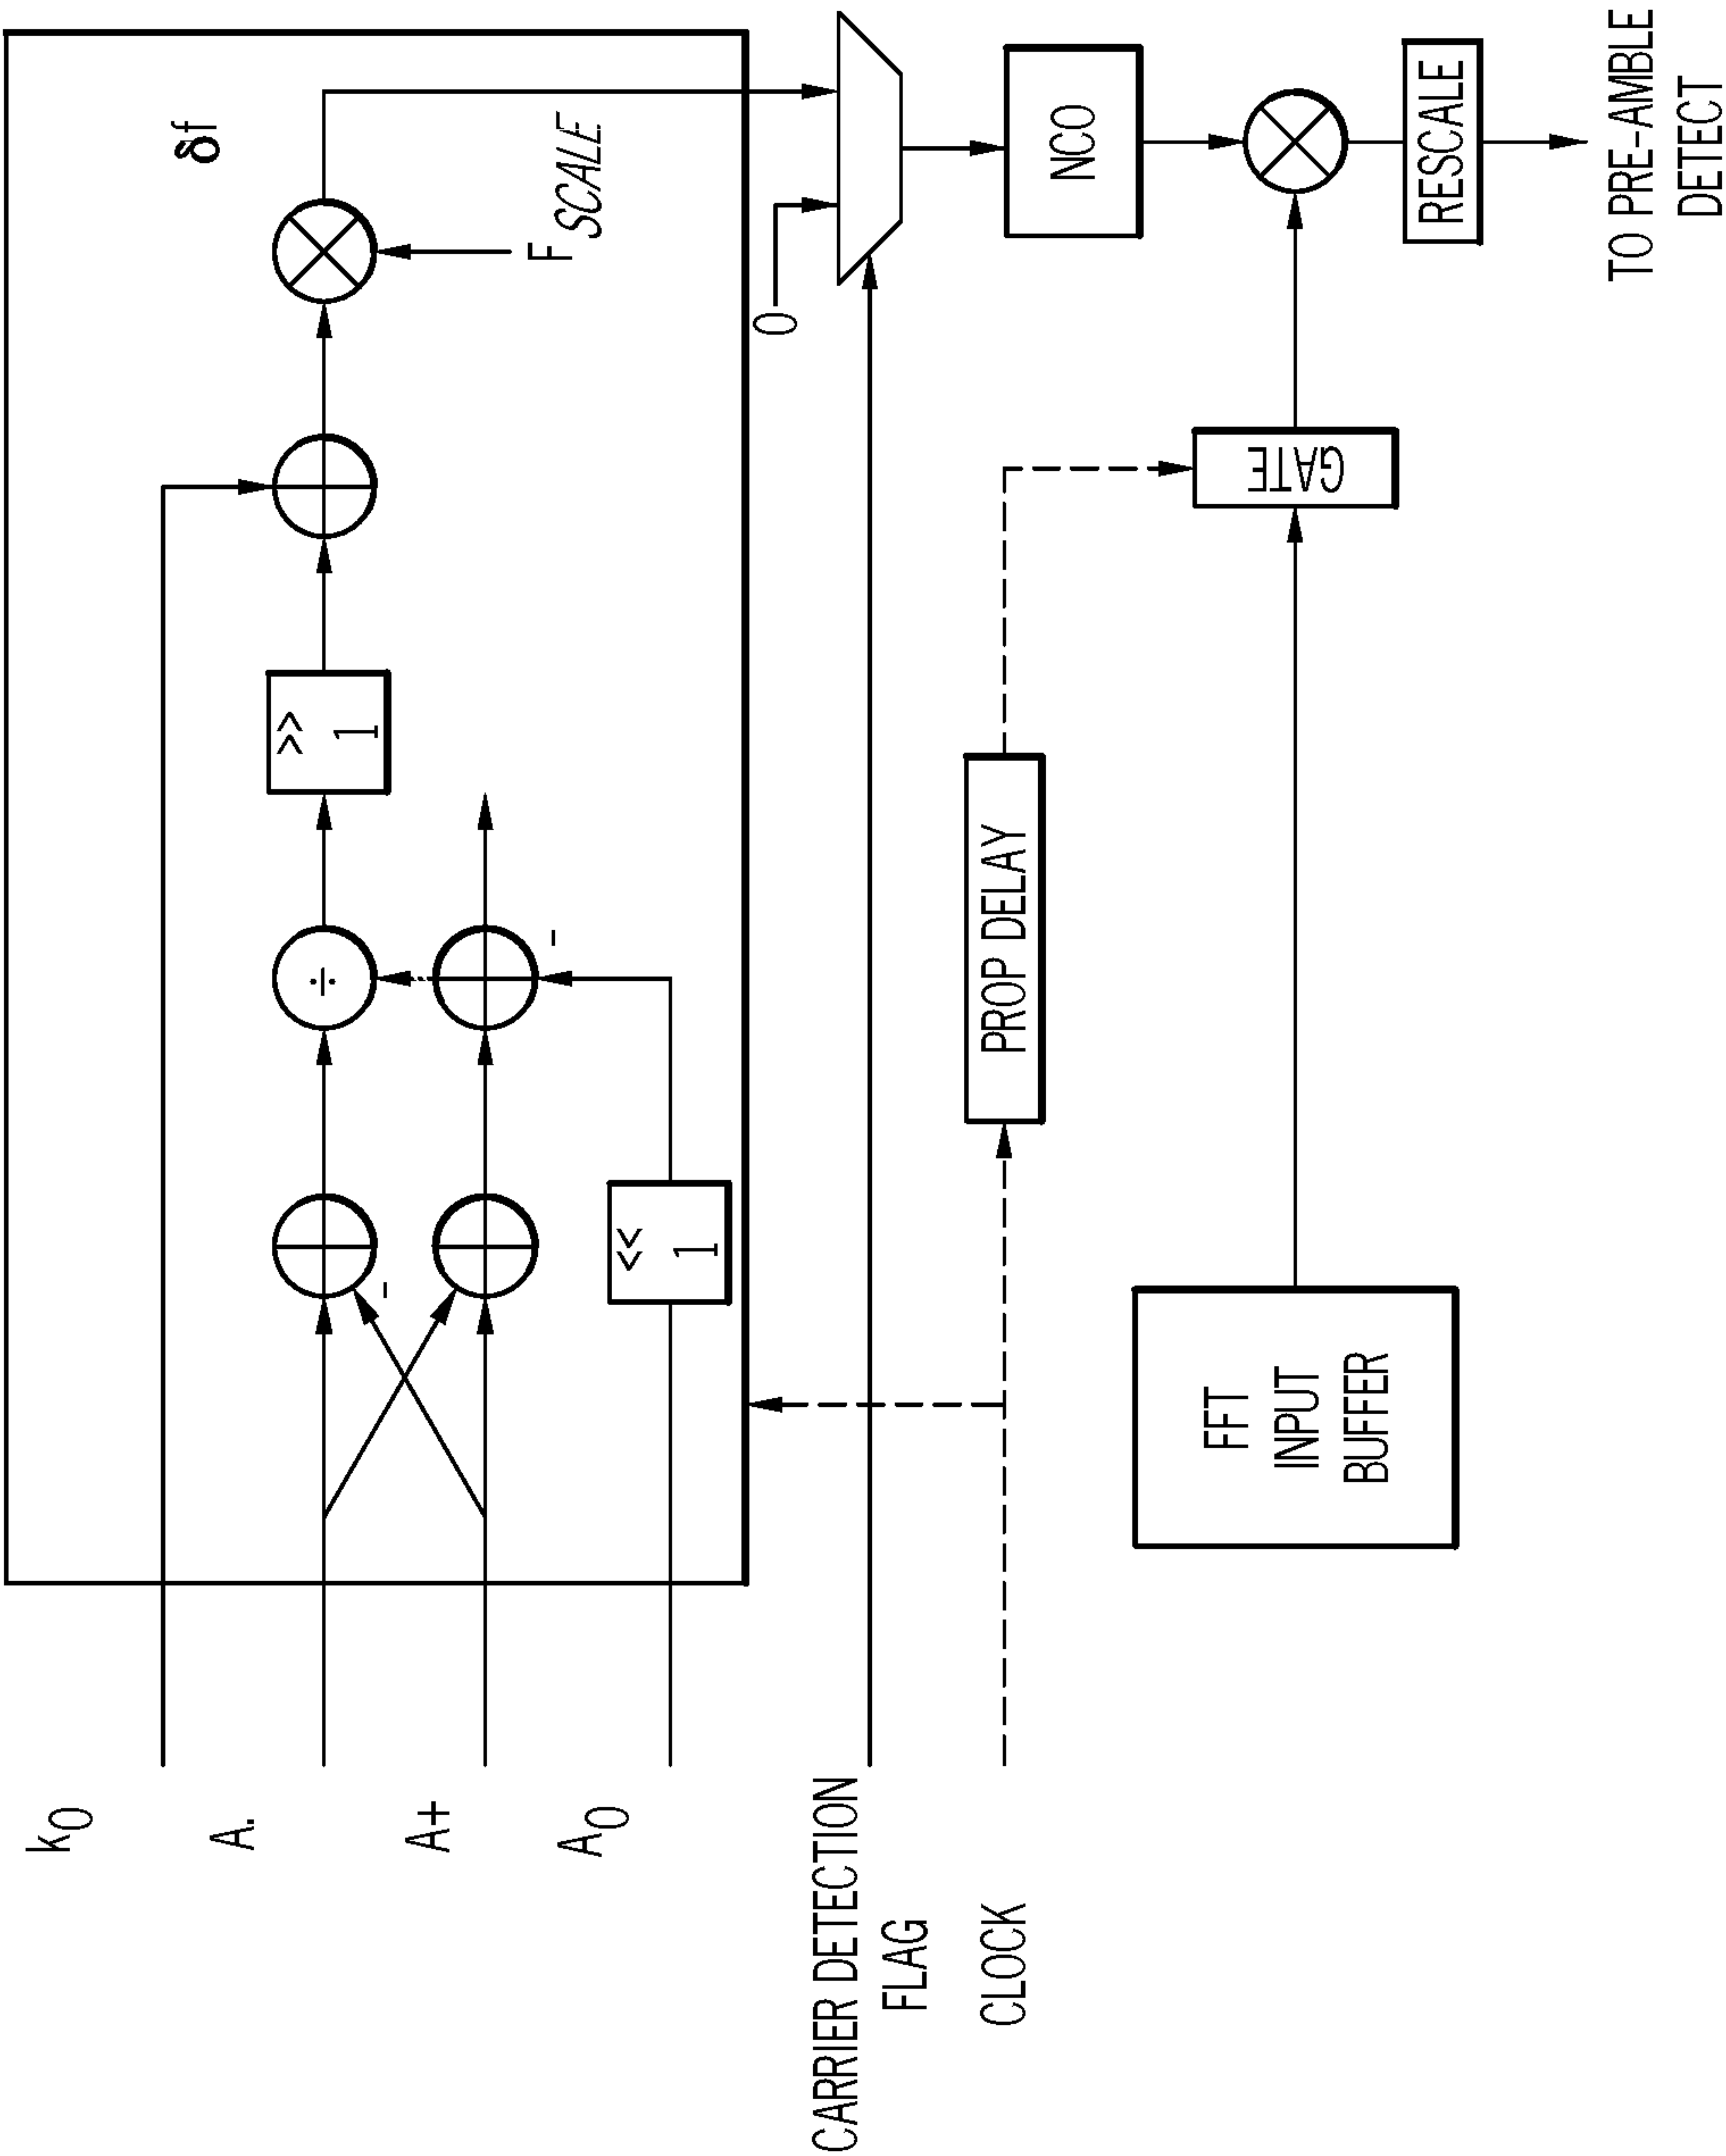 k0
A-
A+
A0
CARRIER DETECTION
FLAG
CLOCK
<< 1
-
÷
-
>> 1
FSCALE
δf
0
NCO
PROP DELAY
FFT
INPUT
BUFFER
GATE
RESCALE
TO PRE-AMBLE
DETECT